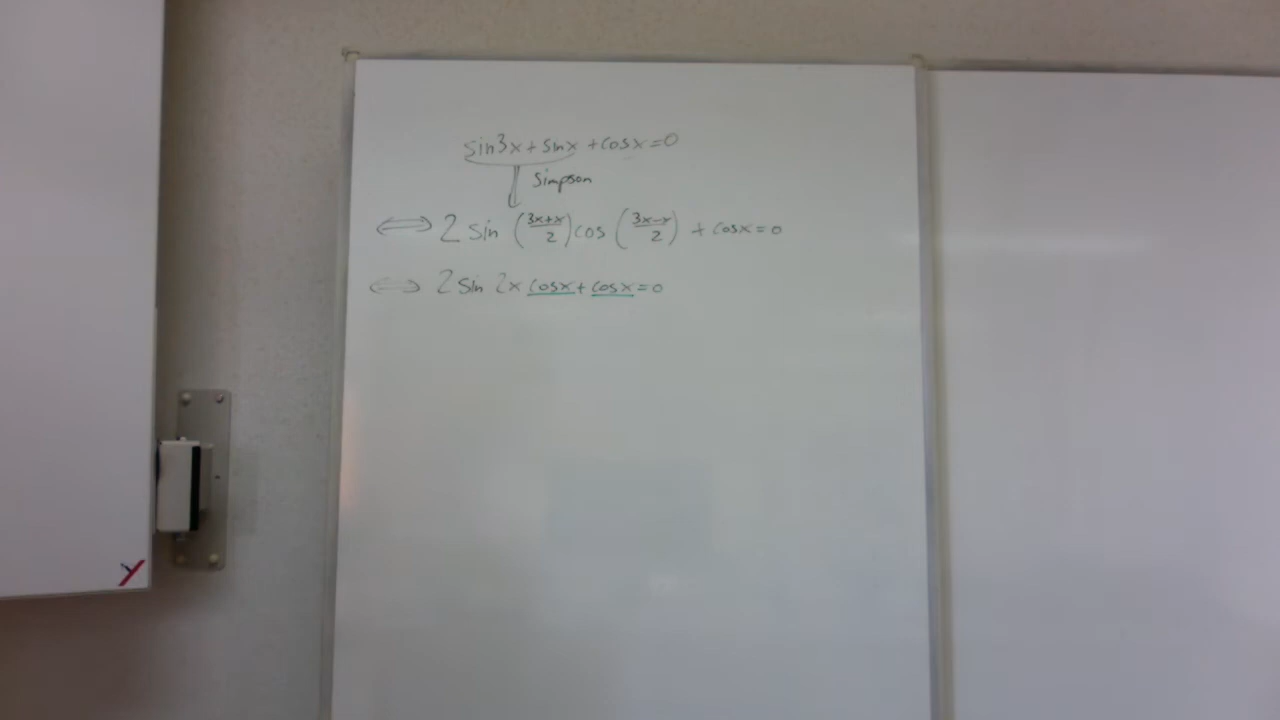 sin3x + sinx + cosx = 0
Simpson
⟺ 2 sin (3x+x/2) cos (3x-x/2) + cosx = 0
⟺ 2 sin 2x cosx + cosx = 0